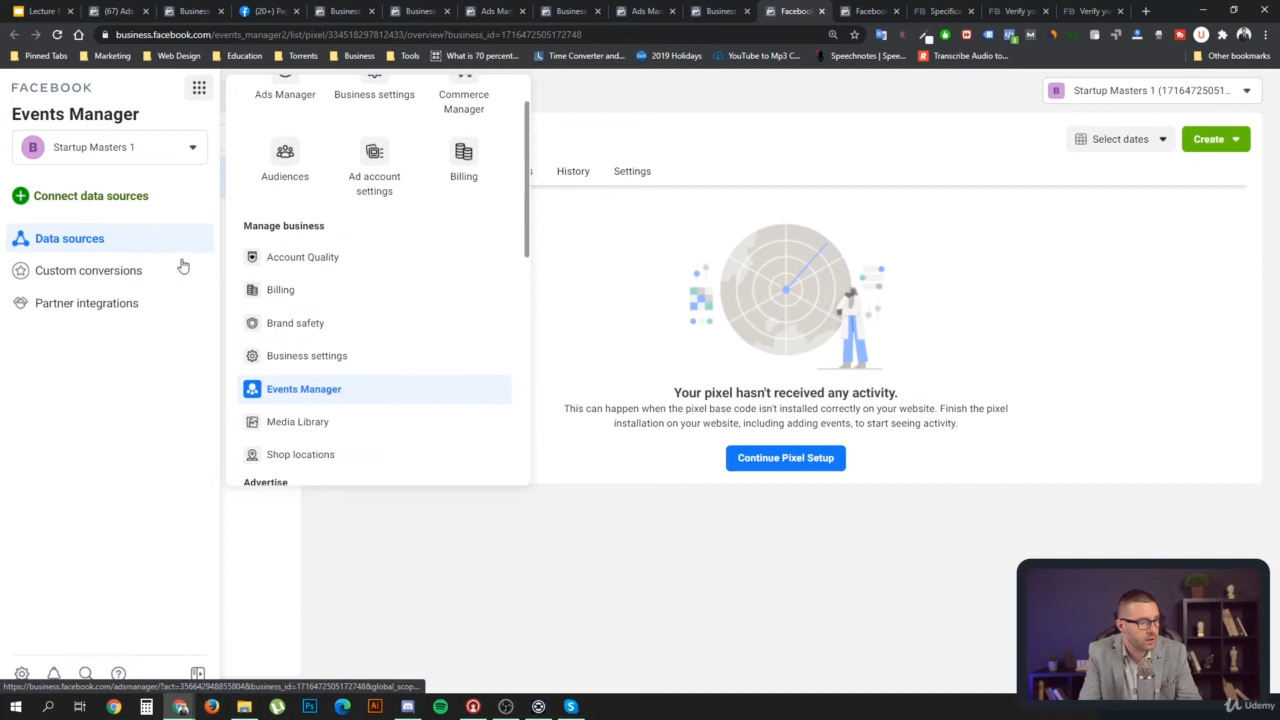 Lecture
(67) Ads
Business
(20+) Pa
Business
Business
Ads Man
Business
Ads Man
Business
Facebook
Facebook
FB Specifica
FB Verify yo
FB Verify yo
business.facebook.com/events_manager2/list/pixel/334518297812433/overview?business_id=1716472505172748
Pinned Tabs
Marketing
Web Design
Education
Torrents
Business
Tools
What is 70 percent...
Time Converter and...
2019 Holidays
YouTube to Mp3 C...
Speechnotes | Spee...
Transcribe Audio to...
Other bookmarks
FACEBOOK
Events Manager
B Startup Masters 1
Connect data sources
Data sources
Custom conversions
Partner integrations
Ads Manager
Business settings
Commerce
Manager
Audiences
Ad account
settings
Billing
Manage business
Account Quality
Billing
Brand safety
Business settings
Events Manager
Media Library
Shop locations
Advertise
B Startup Masters 1 (17164725051...
Select dates
Create
History
Settings
Your pixel hasn't received any activity.
This can happen when the pixel base code isn't installed correctly on your website. Finish the pixel
installation on your website, including adding events, to start seeing activity.
Continue Pixel Setup
https://business.facebook.com/adsmanager/?act=356642948855804&business_id=1716472505172748&global_scop...
Udemy